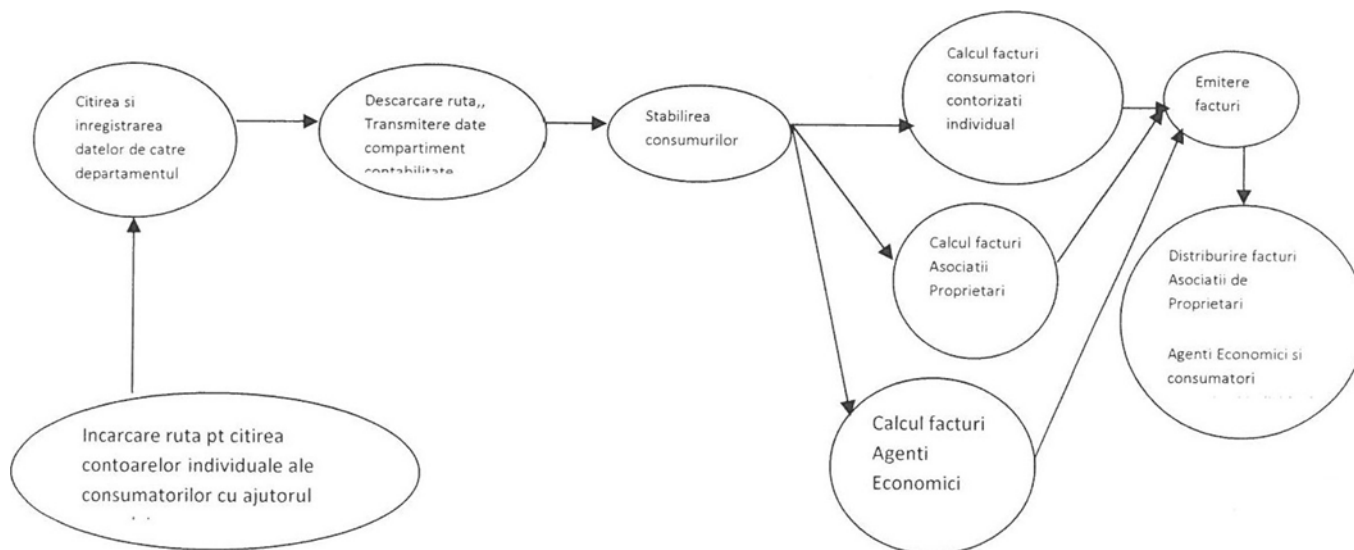 Citirea si
inregistrarea
datelor de catre
departamentul
Descarcare ruta,,
Transmitere date
compartiment
contabilitate
Stabilirea
consumurilor
Calcul facturi
consumatori
contorizati
individual
Emitere
facturi
Calcul facturi
Asociatii
Proprietari
Distriburire facturi
Asociatii de
Proprietari
Agenti Economici si
consumatori
Calcul facturi
Agenti
Economici
Incarcare ruta pt citirea
contoarelor individuale ale
consumatorilor cu ajutorul